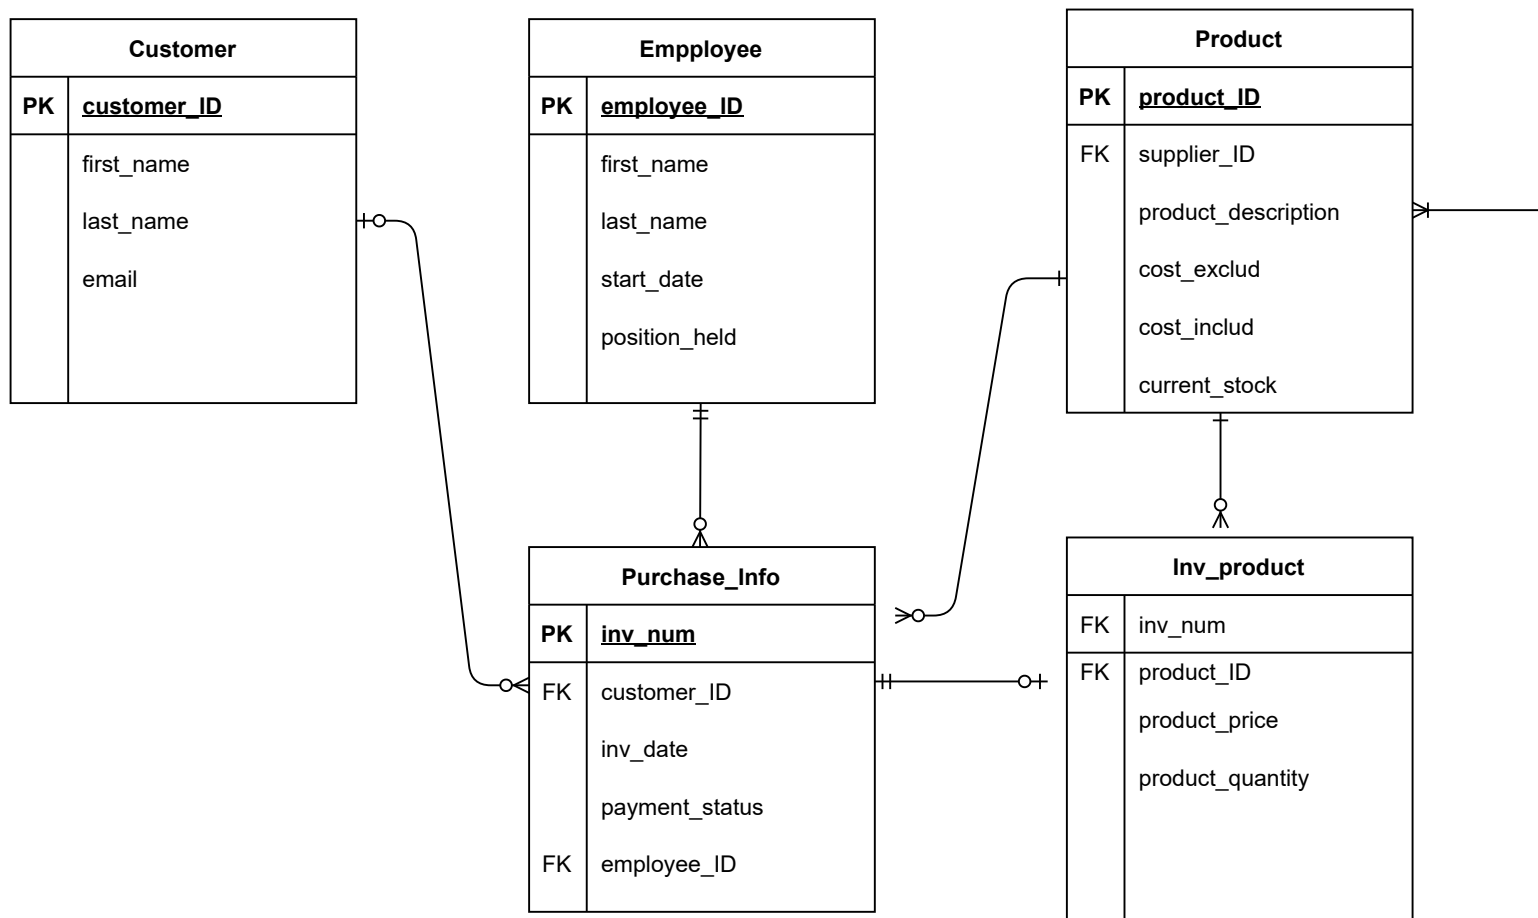 Customer
PK customer_ID
first_name
last_name
email
Empployee
PK employee_ID
first_name
last_name
start_date
position_held
Product
PK product_ID
FK supplier_ID
product_description
cost_exclud
cost_includ
current_stock
Purchase_Info
PK inv_num
FK customer_ID
inv_date
payment_status
FK employee_ID
Inv_product
FK inv_num
FK product_ID
product_price
product_quantity